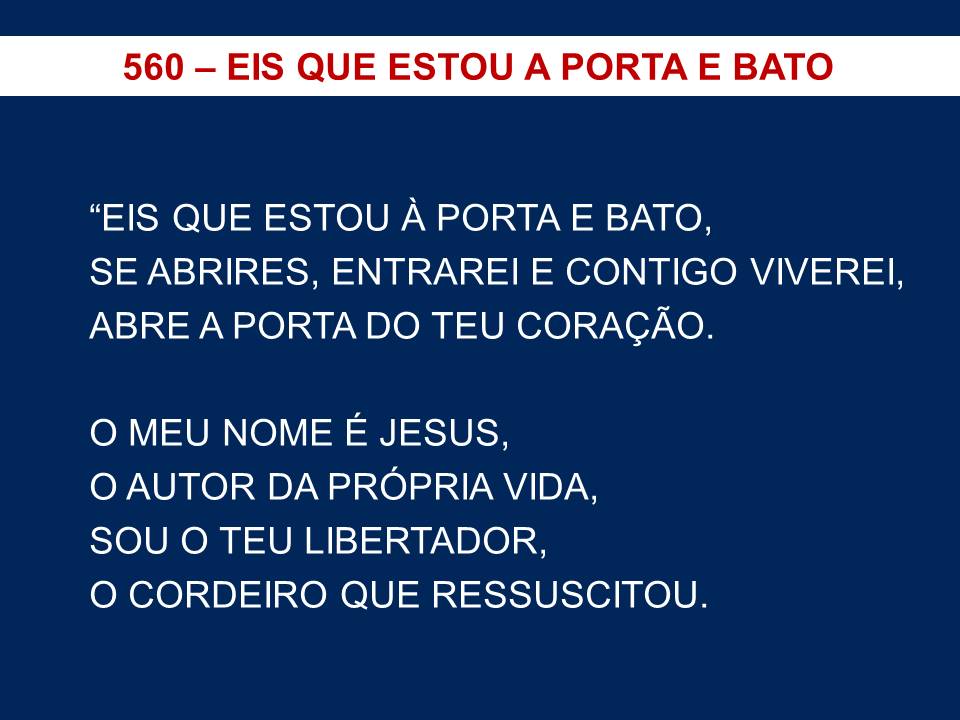 560 – EIS QUE ESTOU A PORTA E BATO
“EIS QUE ESTOU À PORTA E BATO,
SE ABRIRES, ENTRAREI E CONTIGO VIVEREI,
ABRE A PORTA DO TEU CORAÇÃO.
O MEU NOME É JESUS,
O AUTOR DA PRÓPRIA VIDA,
SOU O TEU LIBERTADOR,
O CORDEIRO QUE RESSUSCITOU.